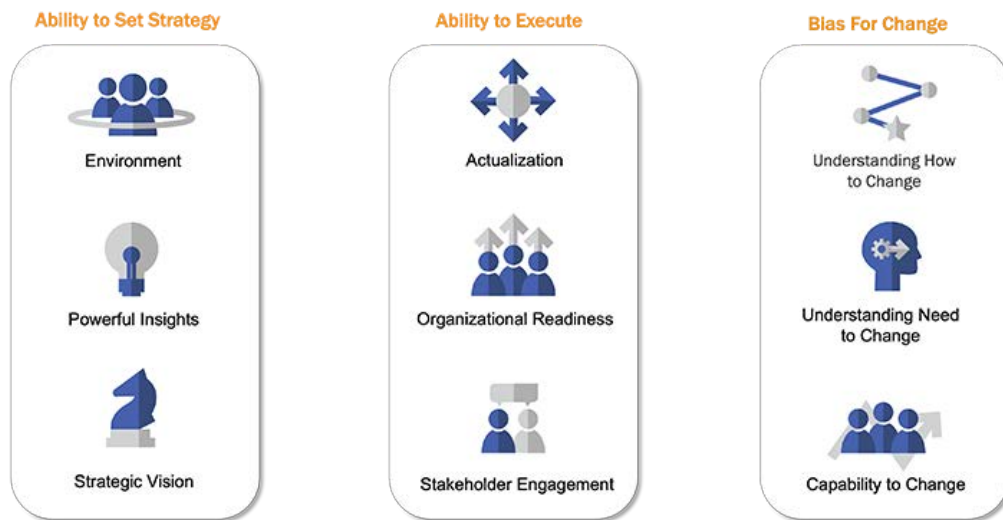 Ability to Set Strategy
Environment
Powerful Insights
Strategic Vision
Ability to Execute
Actualization
Organizational Readiness
Stakeholder Engagement
Bias For Change
Understanding How
to Change
Understanding Need
to Change
Capability to Change